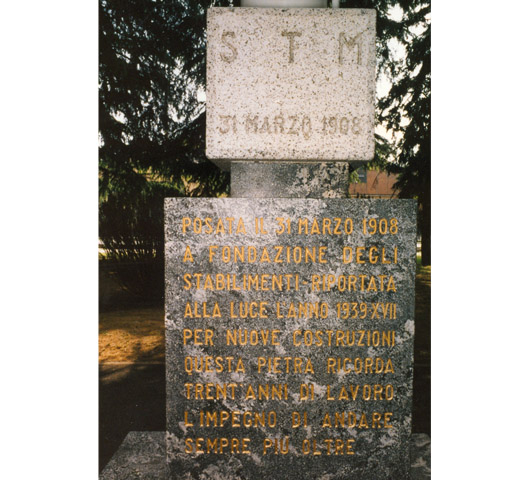 S T M
31 MARZO 1908
POSATA IL 31 MARZO 1908
A FONDAZIONE DEGLI
STABILIMENTI - RIPORTATA
ALLA LUCE L'ANNO 1939 XVII
PER NUOVE COSTRUZIONI
QUESTA PIETRA RICORDA
TRENT'ANNI DI LAVORO
L'IMPEGNO DI ANDARE
SEMPRE PIÙ OLTRE